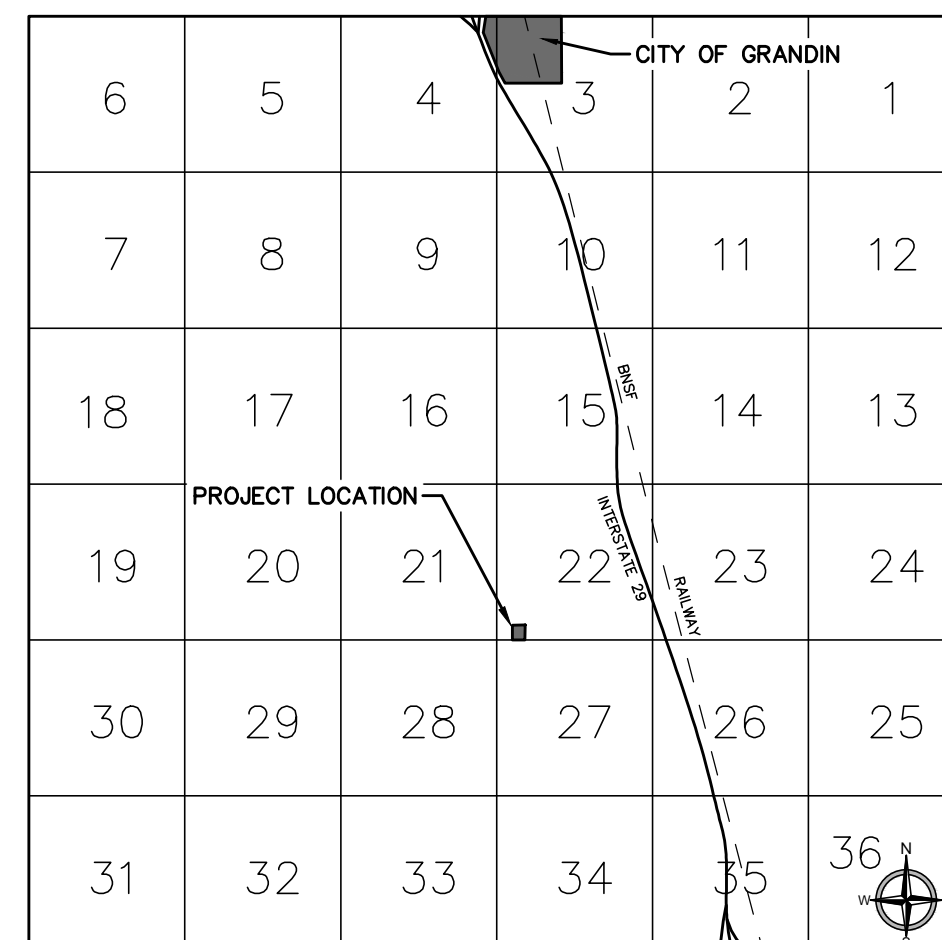 CITY OF GRANDIN
6 5 4 3 2 1
7 8 9 10 11 12
BNSF
18 17 16 15 14 13
PROJECT LOCATION
INTERSTATE 29
19 20 21 22 23 24
RAILWAY
30 29 28 27 26 25
31 32 33 34 35 36
N
W